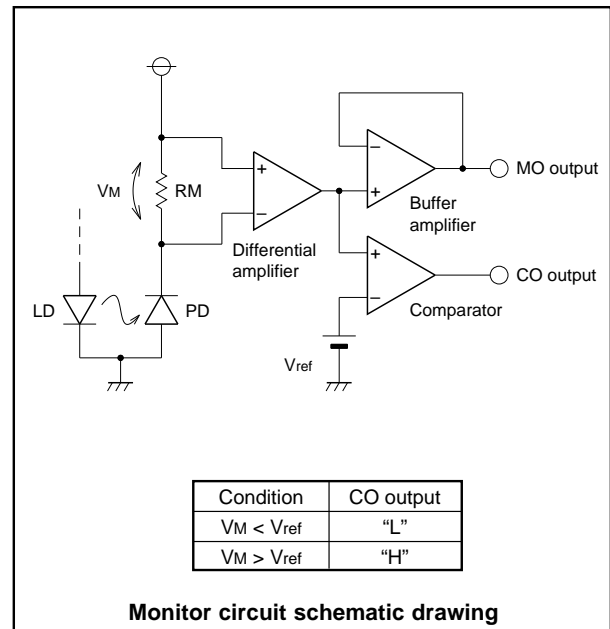 VM
RM
+
−
Differential
amplifier
−
+
Buffer
amplifier
MO output
+
−
Comparator
CO output
LD
PD
Vref
Condition CO output
VM < Vref “L”
VM > Vref “H”
Monitor circuit schematic drawing